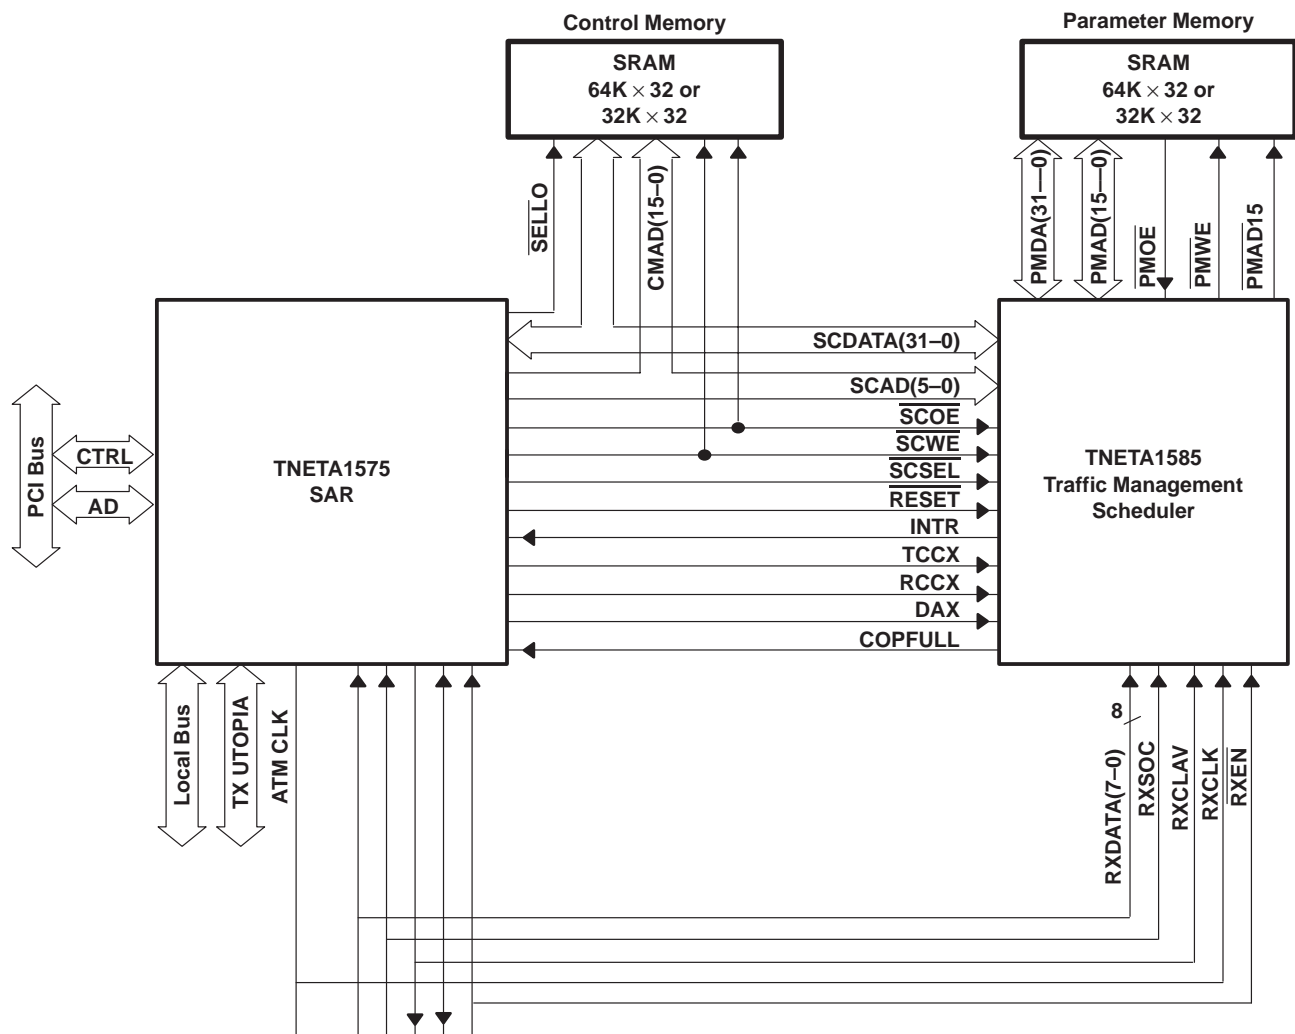 Control Memory
Parameter Memory
SRAM
64K × 32 or
32K × 32
SRAM
64K × 32 or
32K × 32
SELLO
CMAD(15–0)
PMDA(31––0)
PMAD(15––0)
PMOE
PMWE
PMAD15
SCDATA(31–0)
SCAD(5–0)
SCOE
SCWE
SCSEL
RESET
INTR
TCCX
RCCX
DAX
COPFULL
PCI Bus
CTRL
AD
TNETA1575
SAR
TNETA1585
Traffic Management
Scheduler
Local Bus
TX UTOPIA
ATM CLK
8
RXDATA(7–0)
RXSOC
RXCLAV
RXCLK
RXEN